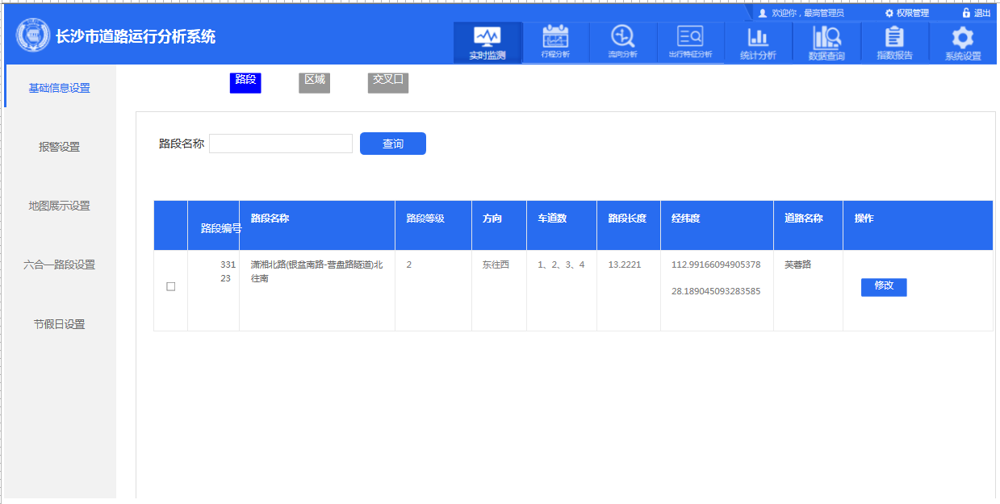 欢迎你，最高管理员
权限管理
退出
长沙市道路运行分析系统
实时监测
行程分析
流向分析
出行特征分析
统计分析
数据查询
指数报告
系统设置
基础信息设置
报警设置
地图展示设置
六合一路段设置
节假日设置
路段
区域
交叉口
路段名称
查询
路段编号
路段名称
路段等级
方向
车道数
路段长度
经纬度
道路名称
操作
331
23
潇湘北路(银盆南路-营盘路隧道)北
往南
2
东往西
1、2、3、4
13.2221
112.99166094905378
28.189045093283585
芙蓉路
修改